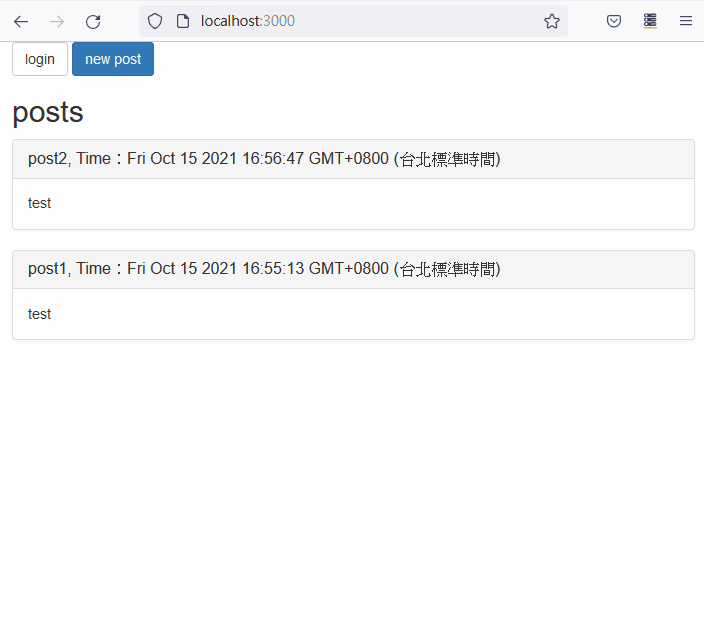 localhost:3000
login new post
posts
post2, Time：Fri Oct 15 2021 16:56:47 GMT+0800 (台北標準時間)
test
post1, Time：Fri Oct 15 2021 16:55:13 GMT+0800 (台北標準時間)
test